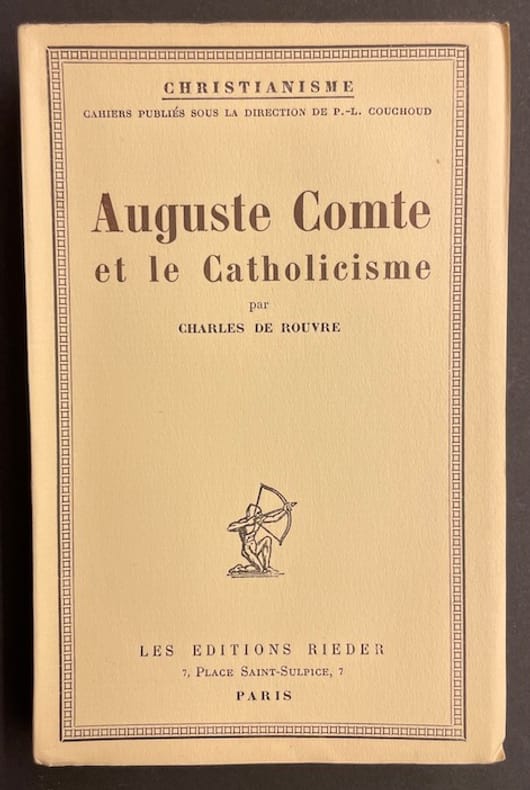 CHRISTIANISME
CAHIERS PUBLIÉS SOUS LA DIRECTION DE P.-L. COUCHOUD
Auguste Comte
et le Catholicisme
par
CHARLES DE ROUVRE
LES EDITIONS RIEDER
7, PLACE SAINT-SULPICE, 7
PARIS